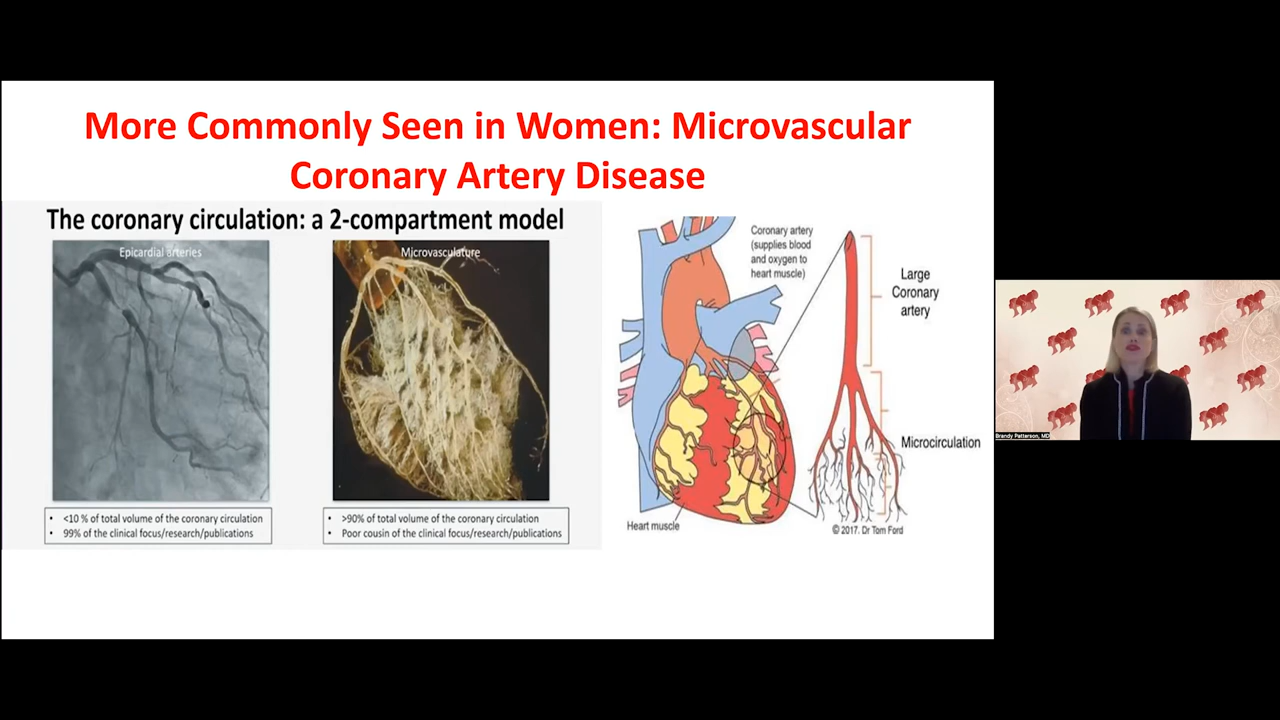 More Commonly Seen in Women: Microvascular
Coronary Artery Disease
The coronary circulation: a 2-compartment model
Epicardial arteries
Microvasculature
• <10 % of total volume of the coronary circulation
• 99% of the clinical focus/research/publications
• >90% of total volume of the coronary circulation
• Poor cousin of the clinical focus/research/publications
Coronary artery
(supplies blood
and oxygen to
heart muscle)
Large
Coronary
artery
Microcirculation
Heart muscle
© 2017. Dr Tom Ford
Brandy Patterson, MD